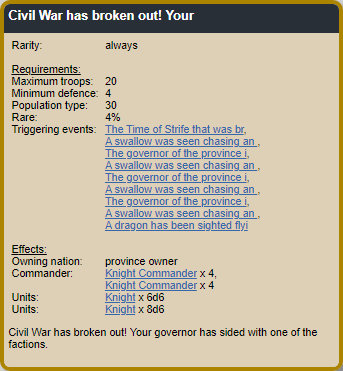 Civil War has broken out! Your
Rarity: always
Requirements:
Maximum troops: 20
Minimum defence: 4
Population type: 30
Rare: 4%
Triggering events: The Time of Strife that was br,
A swallow was seen chasing an ,
The governor of the province i,
A swallow was seen chasing an ,
The governor of the province i,
A swallow was seen chasing an ,
The governor of the province i,
A swallow was seen chasing an ,
A dragon has been sighted flyi
Effects:
Owning nation: province owner
Commander: Knight Commander x 4,
Knight Commander x 4
Units: Knight x 6d6
Units: Knight x 8d6
Civil War has broken out! Your governor has sided with one of the
factions.